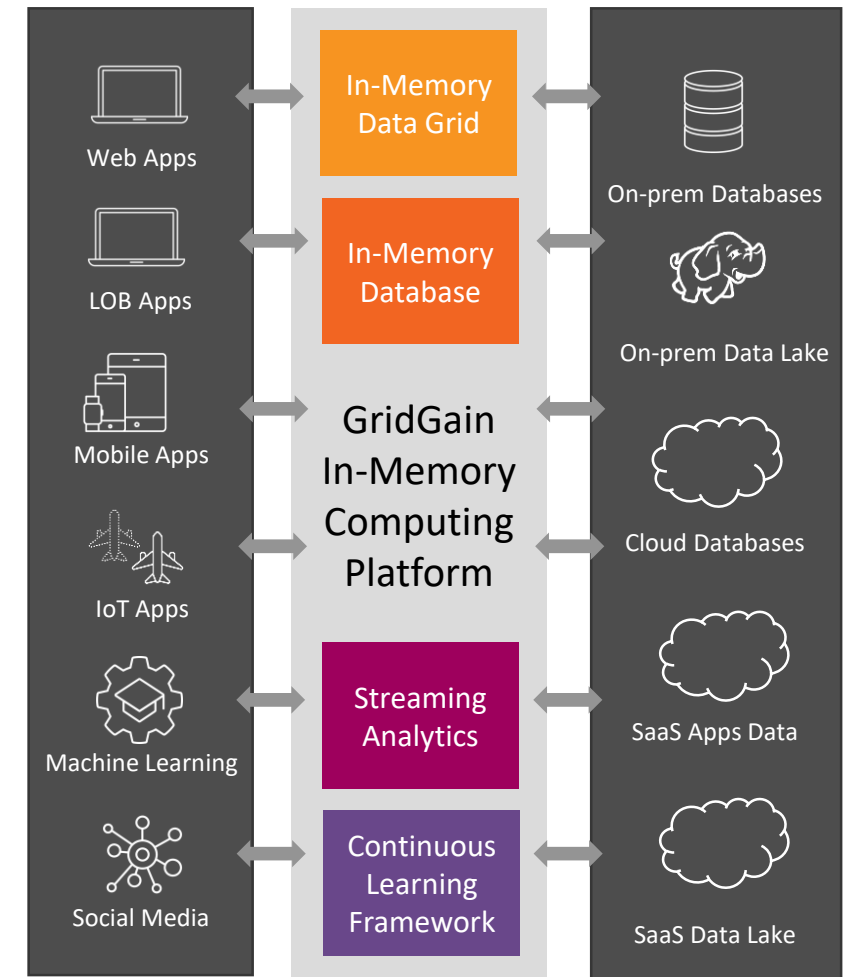 Web Apps
LOB Apps
Mobile Apps
IoT Apps
Machine Learning
Social Media
In-Memory
Data Grid
In-Memory
Database
GridGain
In-Memory
Computing
Platform
Streaming
Analytics
Continuous
Learning
Framework
On-prem Databases
On-prem Data Lake
Cloud Databases
SaaS Apps Data
SaaS Data Lake